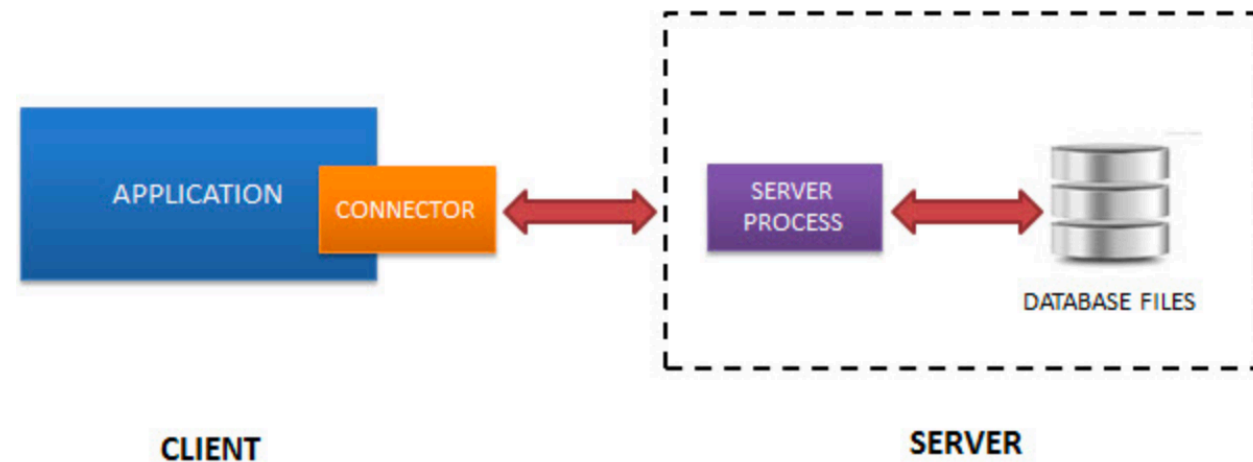 APPLICATION
CONNECTOR
SERVER
PROCESS
DATABASE FILES
CLIENT
SERVER